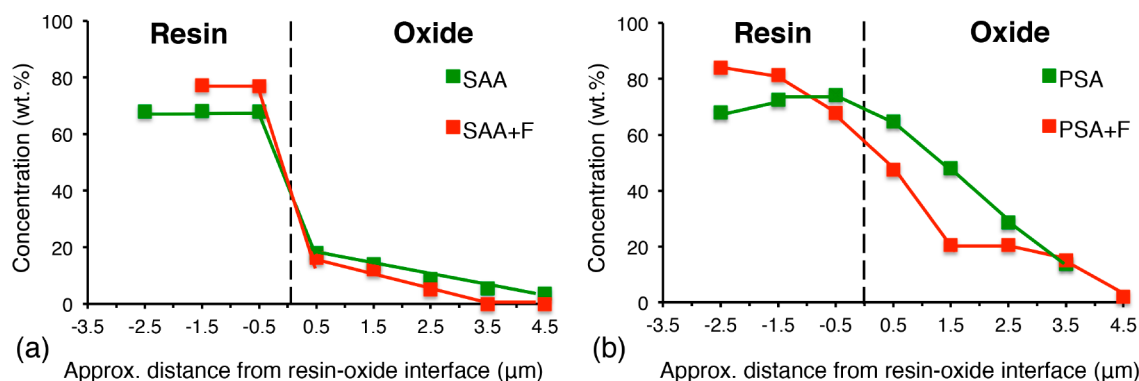 100
80
60
40
20
0
Concentration (wt.%)
Resin
Oxide
SAA
SAA+F
-3.5 -2.5 -1.5 -0.5 0.5 1.5 2.5 3.5 4.5
(a)
Approx. distance from resin-oxide interface (µm)
100
80
60
40
20
0
Concentration (wt.%)
Resin
Oxide
PSA
PSA+F
-3.5 -2.5 -1.5 -0.5 0.5 1.5 2.5 3.5 4.5
(b)
Approx. distance from resin-oxide interface (µm)